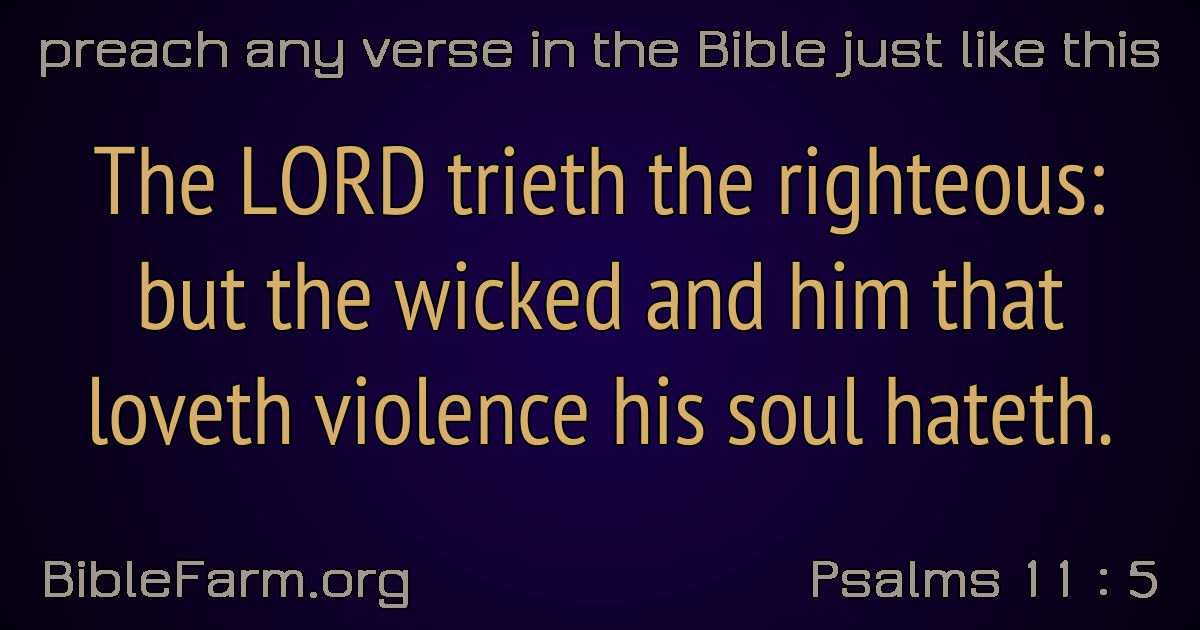 preach any verse in the Bible just like this
The LORD trieth the righteous:
but the wicked and him that
loveth violence his soul hateth.
BibleFarm.org
Psalms 11 : 5